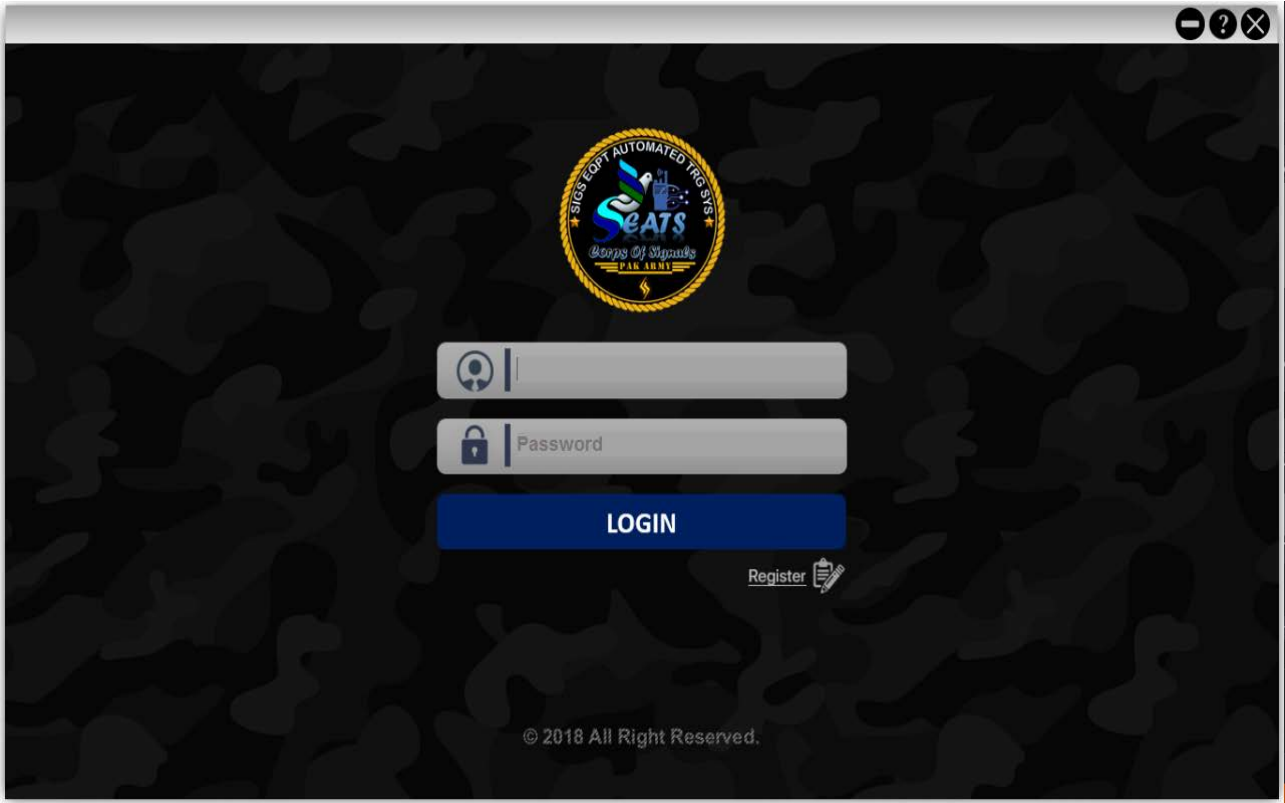 ?
SIGS EQPT AUTOMATED TRG SYS
SEATS
Corps Of Signals
PAK ARMY
Password
LOGIN
Register
© 2018 All Right Reserved.